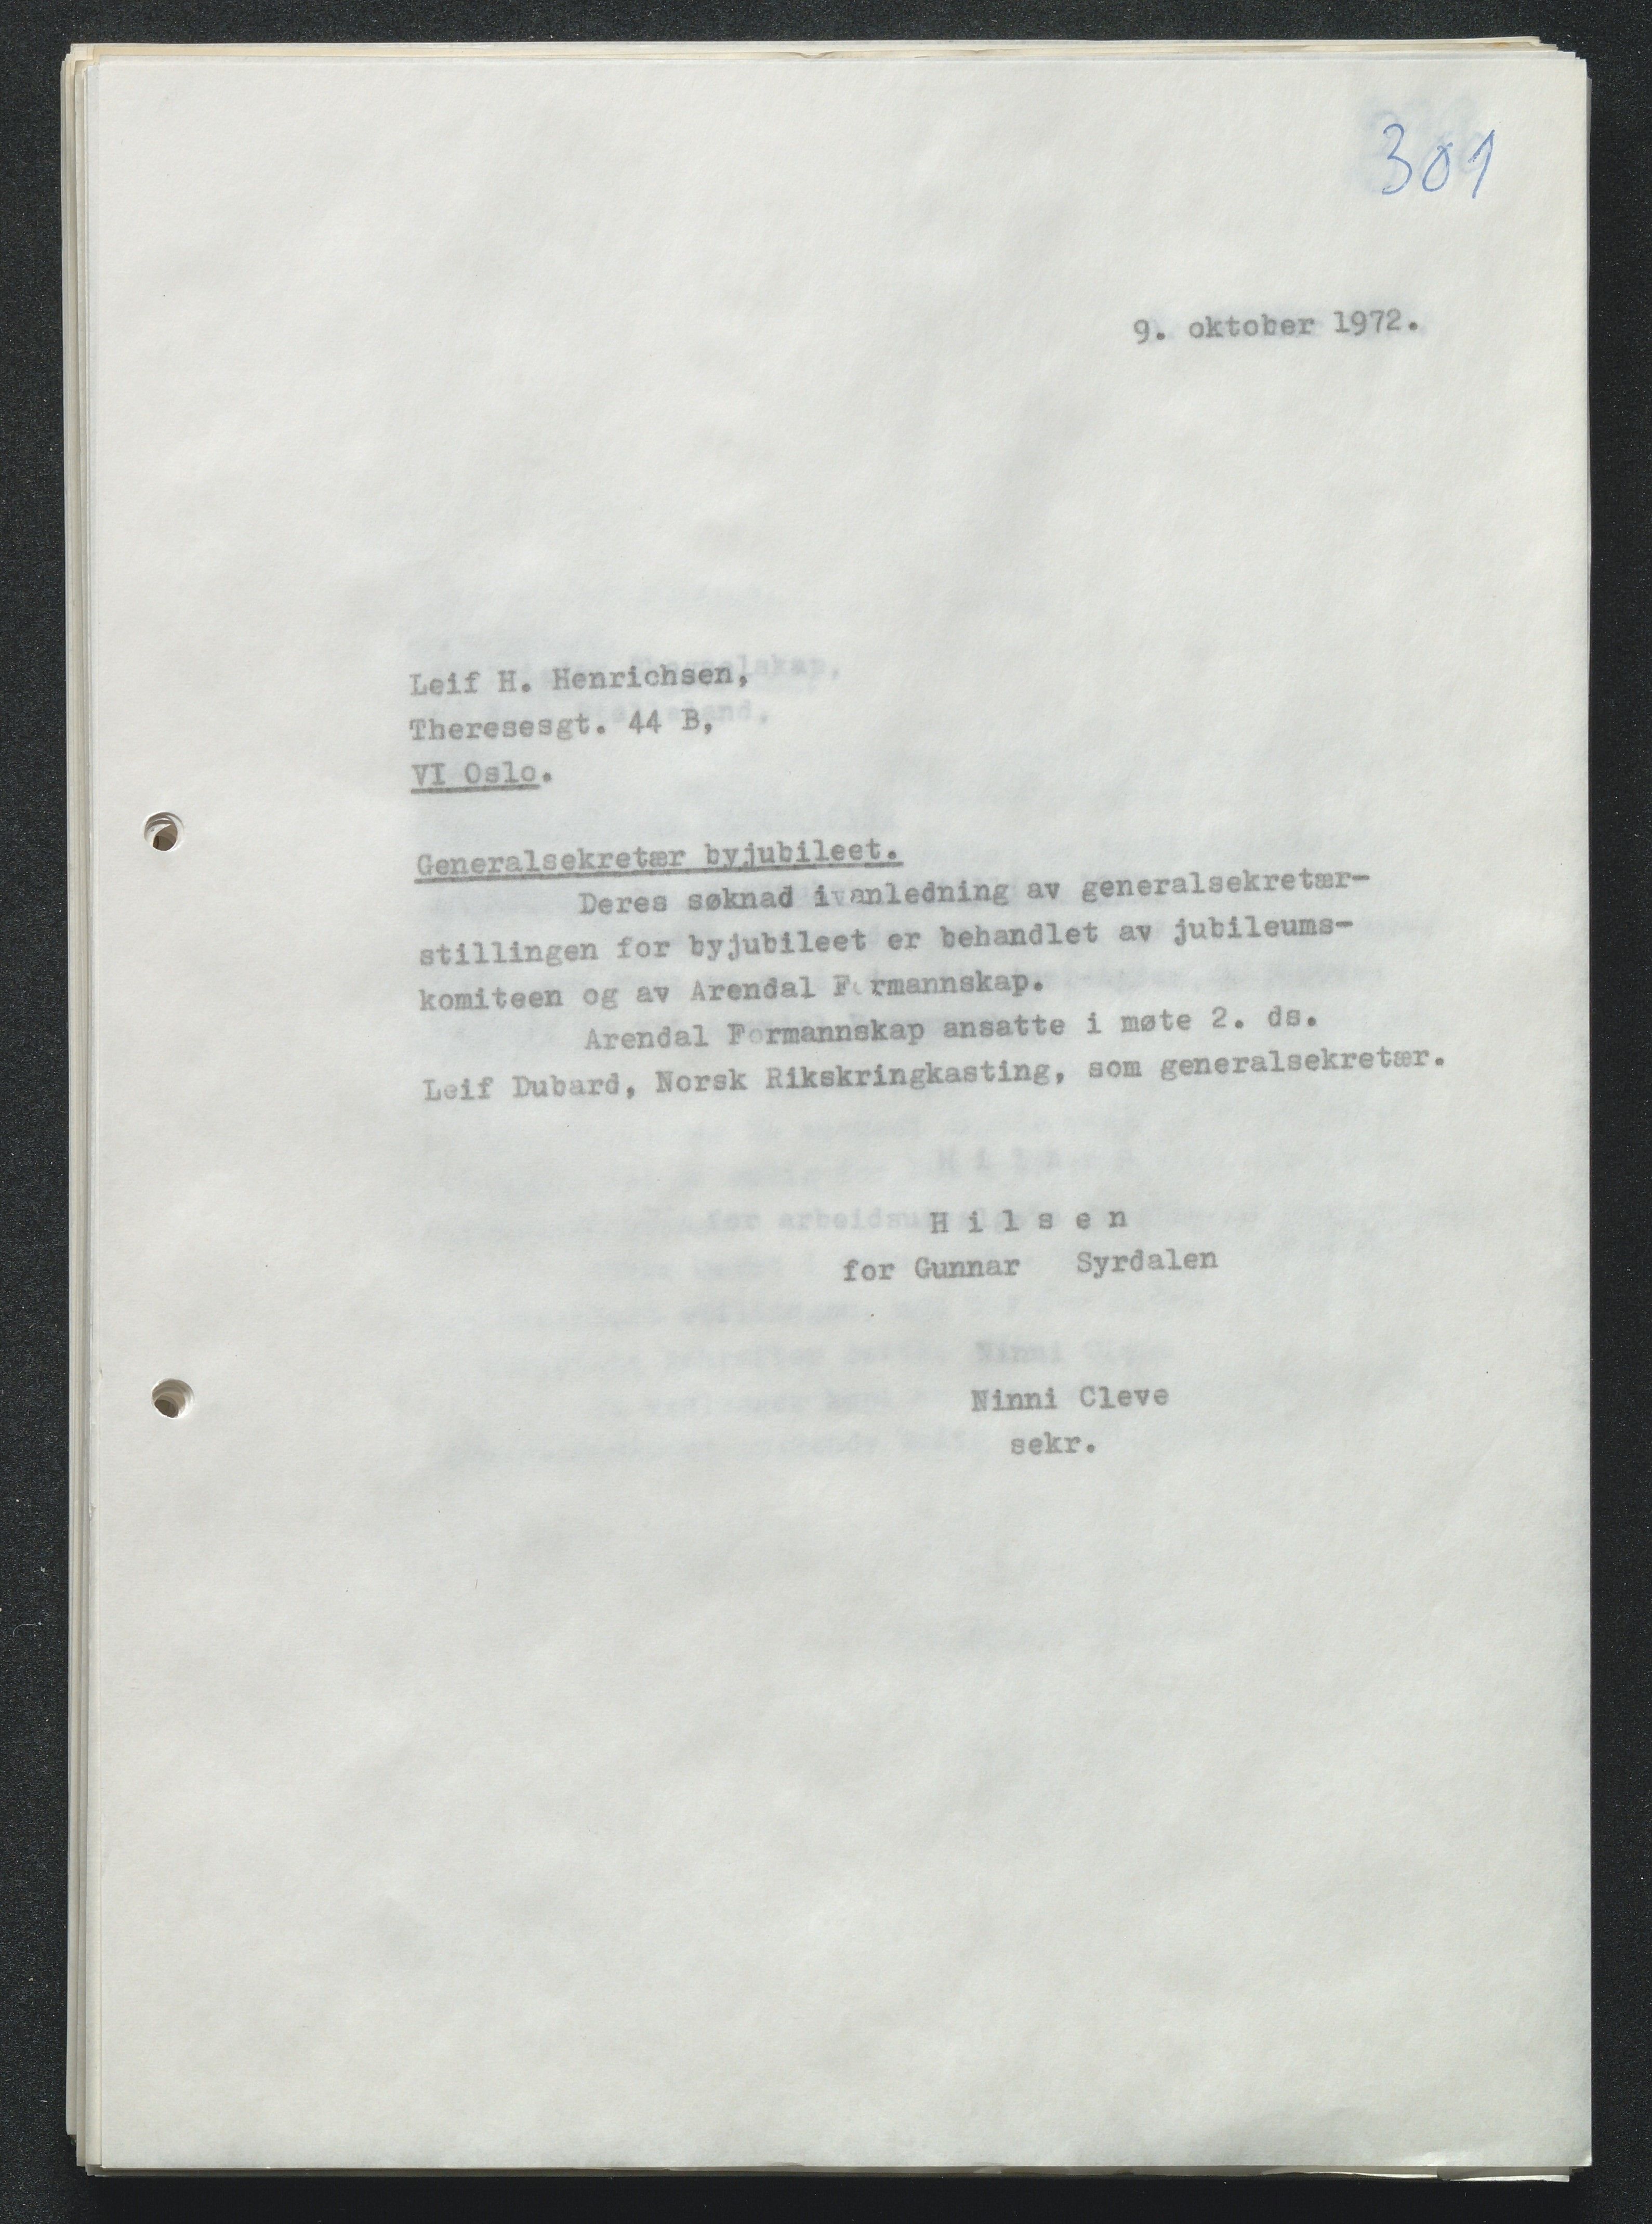 301
9. oktober 1972.
Leif H. Henrichsen,
Theresesgt. 44 B,
VI Oslo.
Generalsekretær byjubileet.
Deres søknad i anledning av generalsekretær-
stillingen for byjubileet er behandlet av jubileums-
komiteen og av Arendal Formannskap.
Arendal Formannskap ansatte i møte 2. ds.
Leif Dubard, Norsk Rikskringkasting, som generalsekretær.
H i l s e n
for Gunnar Syrdalen
Ninni Cleve
sekr.